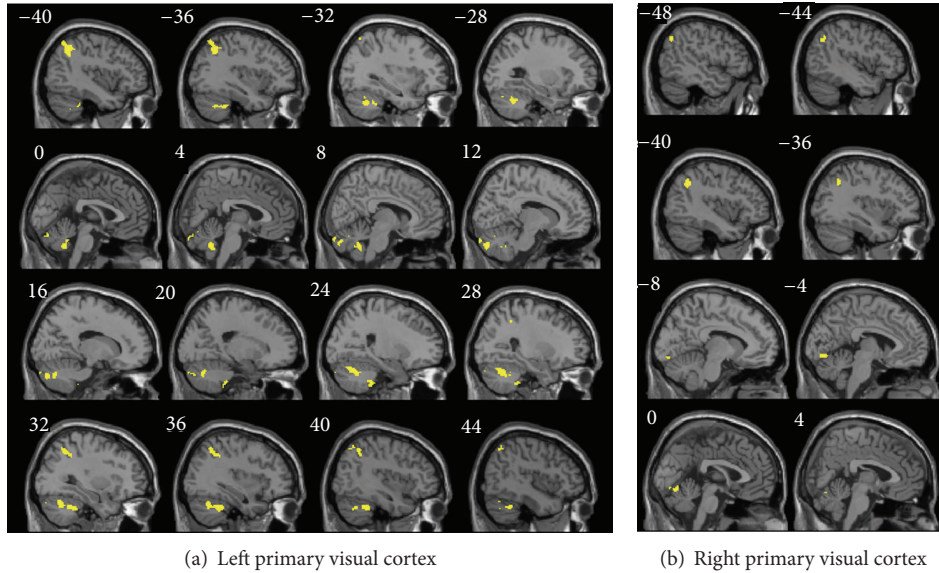 −40 −36 −32 −28
0 4 8 12
16 20 24 28
32 36 40 44
(a) Left primary visual cortex
−48 −44
−40 −36
−8 −4
0 4
(b) Right primary visual cortex